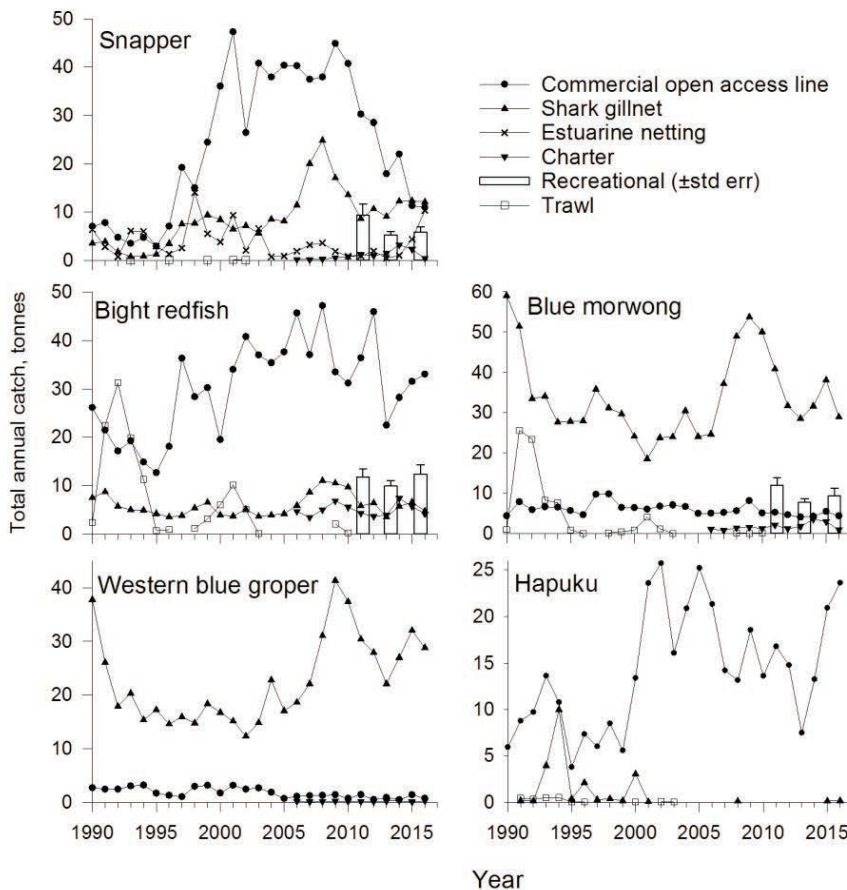 50
Snapper
40
30
20
10
0
Commercial open access line
Shark gillnet
Estuarine netting
Charter
Recreational (±std err)
Trawl
Total annual catch, tonnes
50
Bight redfish
40
30
20
10
0
60
Blue morwong
50
40
30
20
10
0
Western blue groper
40
30
20
10
0
1990 1995 2000 2005 2010 2015
25
Hapuku
20
15
10
5
0
1990 1995 2000 2005 2010 2015
Year